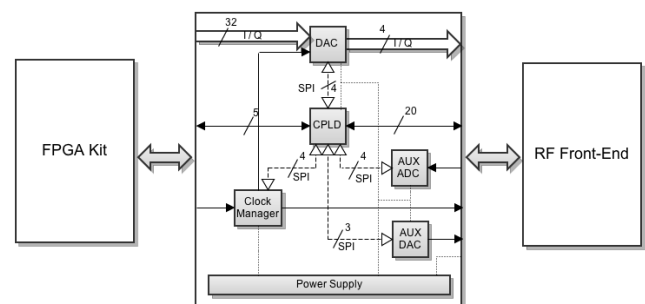 32
I / Q
DAC
4
I / Q
SPI
4
5
CPLD
20
FPGA Kit
RF Front-End
4
SPI
4
SPI
AUX
ADC
Clock
Manager
3
SPI
AUX
DAC
Power Supply